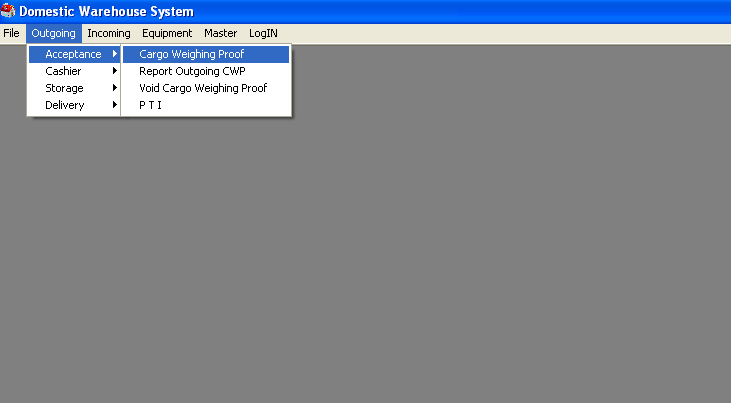 Domestic Warehouse System
File Outgoing Incoming Equipment Master LogIN
Acceptance Cargo Weighing Proof
Cashier Report Outgoing CWP
Storage Void Cargo Weighing Proof
Delivery P T I